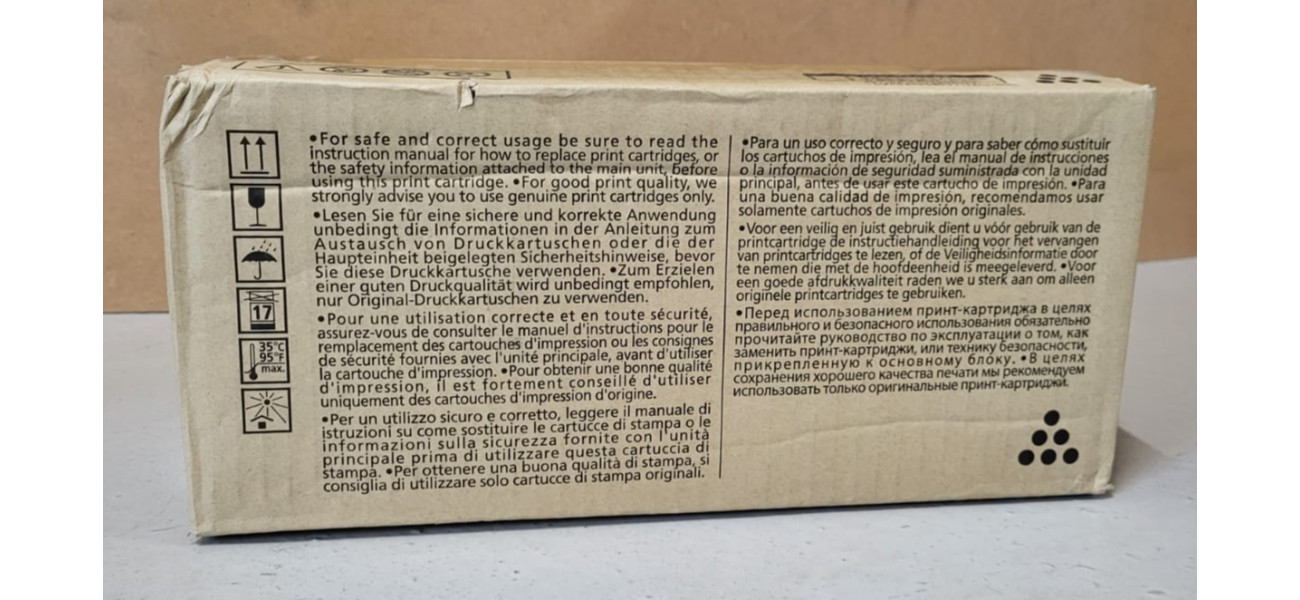 17
35°C
95°F
max.
•For safe and correct usage be sure to read the
instruction manual for how to replace print cartridges, or
the safety information attached to the main unit, before
using this print cartridge. •For good print quality, we
strongly advise you to use genuine print cartridges only.
•Lesen Sie für eine sichere und korrekte Anwendung
unbedingt die Informationen in der Anleitung zum
Austausch von Druckkartuschen oder die der
Haupteinheit beigelegten Sicherheitshinweise, bevor
Sie diese Druckkartusche verwenden. •Zum Erzielen
einer guten Druckqualität wird unbedingt empfohlen,
nur Original-Druckkartuschen zu verwenden.
•Pour une utilisation correcte et en toute sécurité,
assurez-vous de consulter le manuel d'instructions pour le
remplacement des cartouches d'impression ou les consignes
de sécurité fournies avec l'unité principale, avant d'utiliser
la cartouche d'impression. •Pour obtenir une bonne qualité
d'impression, il est fortement conseillé d'utiliser
uniquement des cartouches d'impression d'origine.
•Per un utilizzo sicuro e corretto, leggere il manuale di
istruzioni su come sostituire le cartucce di stampa o le
informazioni sulla sicurezza fornite con l'unità
principale prima di utilizzare questa cartuccia di
stampa. •Per ottenere una buona qualità di stampa, si
consiglia di utilizzare solo cartucce di stampa originali.
•Para un uso correcto y seguro y para saber cómo sustituir
los cartuchos de impresión, lea el manual de instrucciones
o la información de seguridad suministrada con la unidad
principal, antes de usar este cartucho de impresión. •Para
una buena calidad de impresión, recomendamos usar
solamente cartuchos de impresión originales.
•Voor een veilig en juist gebruik dient u vóór gebruik van de
printcartridge de instructiehandleiding voor het vervangen
van printcartridges te lezen, of de Veiligheidsinformatie door
te nemen die met de hoofdeenheid is meegeleverd. •Voor
een goede afdrukkwaliteit raden we u sterk aan om alleen
originele printcartridges te gebruiken.
•Перед использованием принт-картриджа в целях
правильного и безопасного использования обязательно
прочитайте руководство по эксплуатации о том, как
заменить принт-картриджи, или технику безопасности,
прикрепленную к основному блоку. •В целях
сохранения хорошего качества печати мы рекомендуем
использовать только оригинальные принт-картриджи.